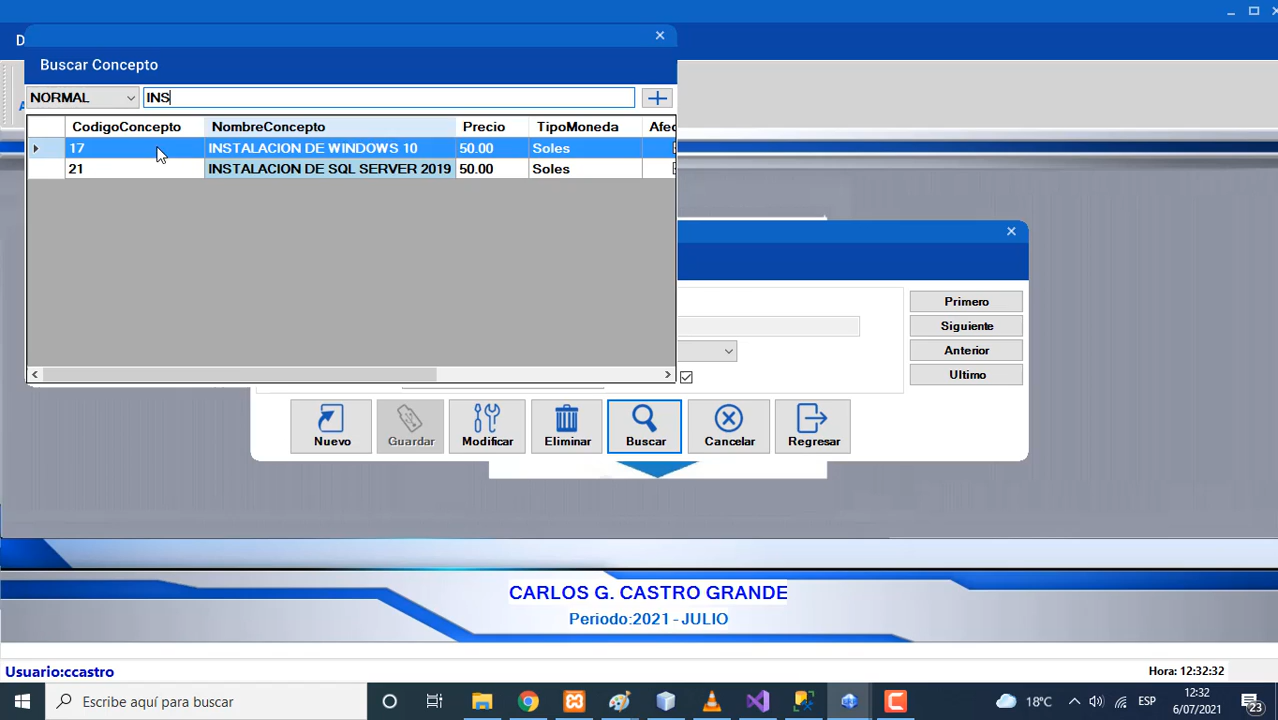 D
Buscar Concepto
NORMAL INS
CodigoConcepto NombreConcepto Precio TipoMoneda Afec
17 INSTALACION DE WINDOWS 10 50.00 Soles
21 INSTALACION DE SQL SERVER 2019 50.00 Soles
Primero
Siguiente
Anterior
Ultimo
Nuevo Guardar Modificar Eliminar Buscar Cancelar Regresar
CARLOS G. CASTRO GRANDE
Periodo:2021 - JULIO
Usuario:ccastro Hora: 12:32:32
Escribe aquí para buscar 18°C ESP 12:32
6/07/2021 23